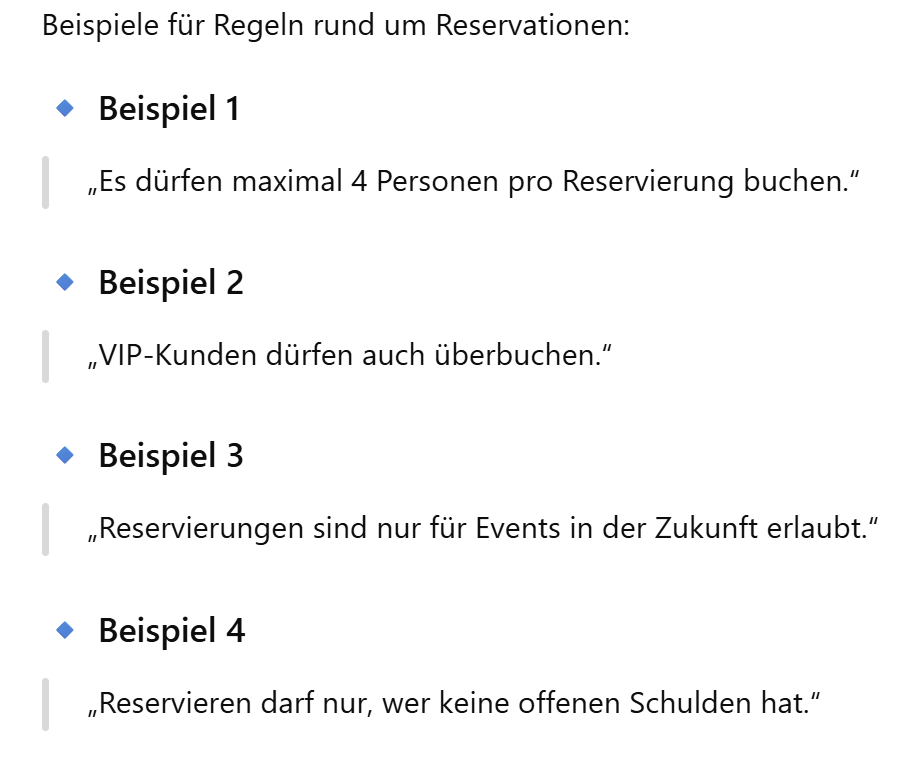 Beispiele für Regeln rund um Reservationen:
Beispiel 1
„Es dürfen maximal 4 Personen pro Reservierung buchen.“
Beispiel 2
„VIP-Kunden dürfen auch überbuchen.“
Beispiel 3
„Reservierungen sind nur für Events in der Zukunft erlaubt.“
Beispiel 4
„Reservieren darf nur, wer keine offenen Schulden hat.“